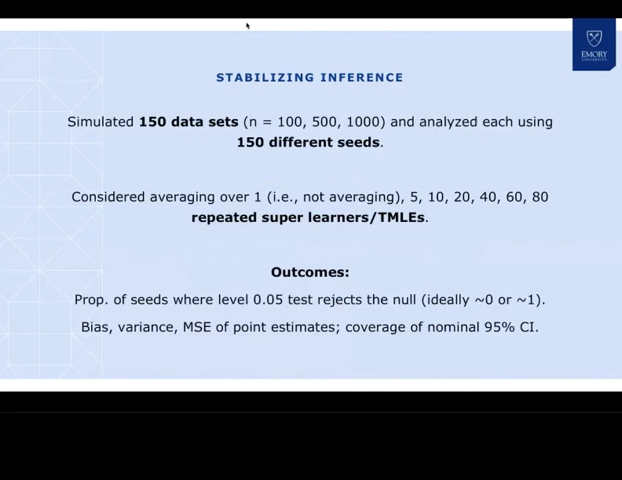 EMORY
UNIVERSITY
STABILIZING INFERENCE
Simulated 150 data sets (n = 100, 500, 1000) and analyzed each using
150 different seeds.
Considered averaging over 1 (i.e., not averaging), 5, 10, 20, 40, 60, 80
repeated super learners/TMLEs.
Outcomes:
Prop. of seeds where level 0.05 test rejects the null (ideally ~0 or ~1).
Bias, variance, MSE of point estimates; coverage of nominal 95% CI.